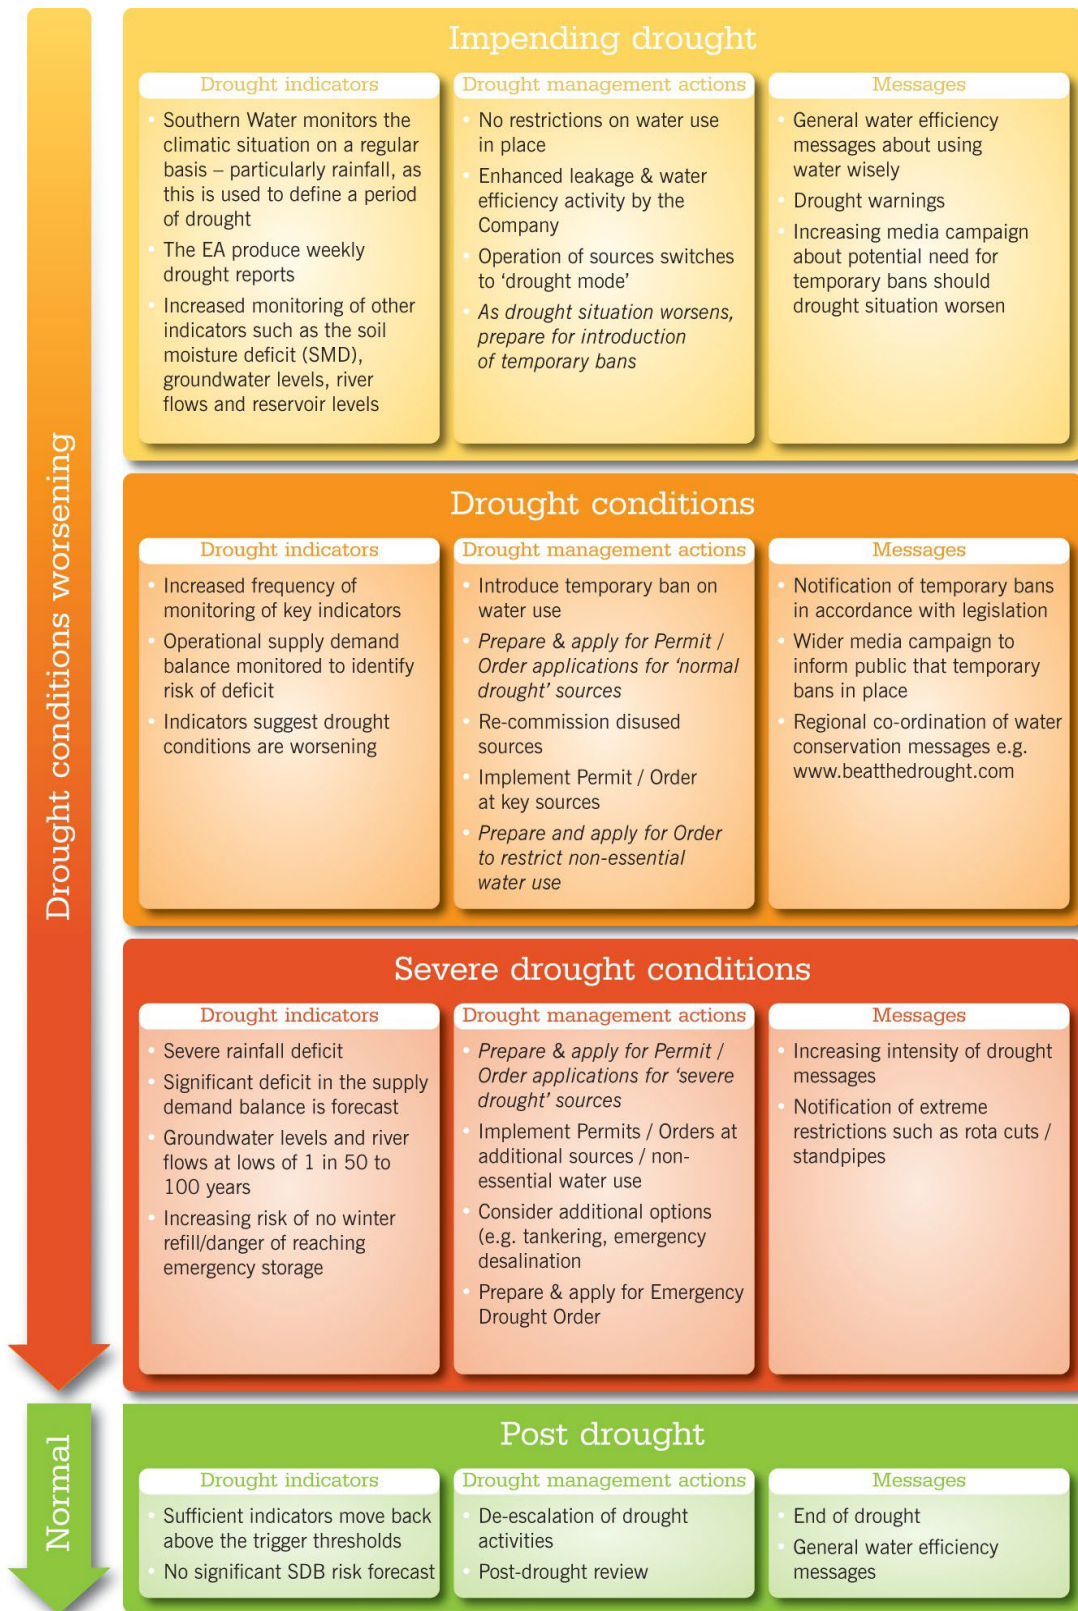 Drought conditions worsening
Normal
Impending drought
Drought indicators
Southern Water monitors the
climatic situation on a regular
basis – particularly rainfall, as
this is used to define a period
of drought
The EA produce weekly
drought reports
Increased monitoring of other
indicators such as the soil
moisture deficit (SMD),
groundwater levels, river
flows and reservoir levels
Drought management actions
No restrictions on water use
in place
Enhanced leakage & water
efficiency activity by the
Company
Operation of sources switches
to ‘drought mode’
As drought situation worsens,
prepare for introduction
of temporary bans
Messages
General water efficiency
messages about using
water wisely
Drought warnings
Increasing media campaign
about potential need for
temporary bans should
drought situation worsen
Drought conditions
Drought indicators
Increased frequency of
monitoring of key indicators
Operational supply demand
balance monitored to identify
risk of deficit
Indicators suggest drought
conditions are worsening
Drought management actions
Introduce temporary ban on
water use
Prepare & apply for Permit /
Order applications for ‘normal
drought’ sources
Re-commission disused
sources
Implement Permit / Order
at key sources
Prepare and apply for Order
to restrict non-essential
water use
Messages
Notification of temporary bans
in accordance with legislation
Wider media campaign to
inform public that temporary
bans in place
Regional co-ordination of water
conservation messages e.g.
www.beatthedrought.com
Severe drought conditions
Drought indicators
Severe rainfall deficit
Significant deficit in the supply
demand balance is forecast
Groundwater levels and river
flows at lows of 1 in 50 to
100 years
Increasing risk of no winter
refill/danger of reaching
emergency storage
Drought management actions
Prepare & apply for Permit /
Order applications for ‘severe
drought’ sources
Implement Permits / Orders at
additional sources / non-
essential water use
Consider additional options
(e.g. tankering, emergency
desalination
Prepare & apply for Emergency
Drought Order
Messages
Increasing intensity of drought
messages
Notification of extreme
restrictions such as rota cuts /
standpipes
Post drought
Drought indicators
Sufficient indicators move back
above the trigger thresholds
No significant SDB risk forecast
Drought management actions
De-escalation of drought
activities
Post-drought review
Messages
End of drought
General water efficiency
messages